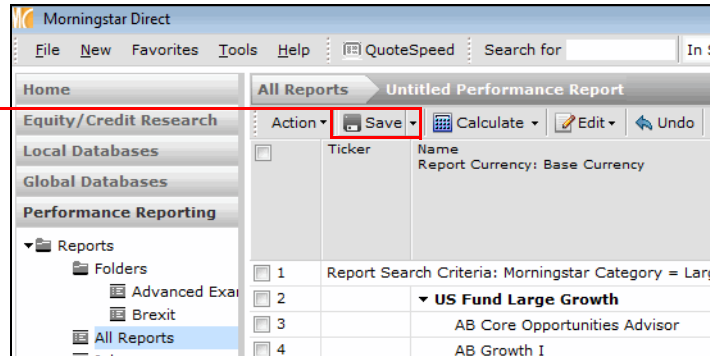 Morningstar Direct
File New Favorites Tools Help QuoteSpeed Search for In
Home
All Reports Untitled Performance Report
Equity/Credit Research
Action Save Calculate Edit Undo
Local Databases
Ticker Name
Report Currency: Base Currency
Global Databases
Performance Reporting
Reports
Folders
1 Report Search Criteria: Morningstar Category =
Advanced
2 US Fund Large Growth
Brexit
3 AB Core Opportunities Advisor
All Reports
4 AB Growth I